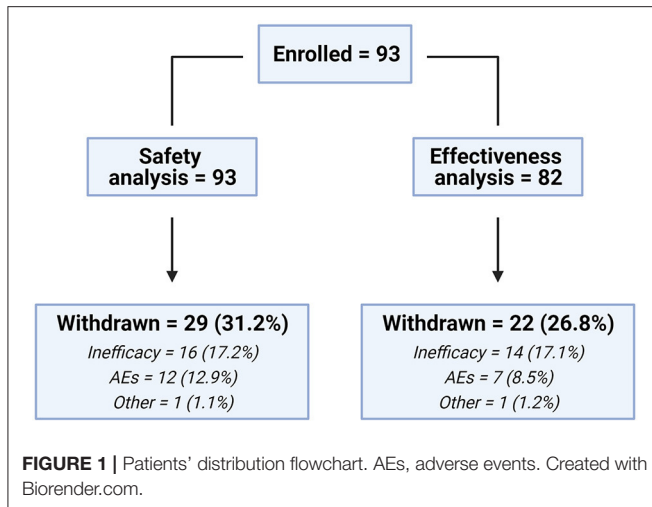 Enrolled = 93
Safety
analysis = 93
Effectiveness
analysis = 82
Withdrawn = 29 (31.2%)
Inefficacy = 16 (17.2%)
AEs = 12 (12.9%)
Other = 1 (1.1%)
Withdrawn = 22 (26.8%)
Inefficacy = 14 (17.1%)
AEs = 7 (8.5%)
Other = 1 (1.2%)
FIGURE 1 | Patients' distribution flowchart. AEs, adverse events. Created with
Biorender.com.